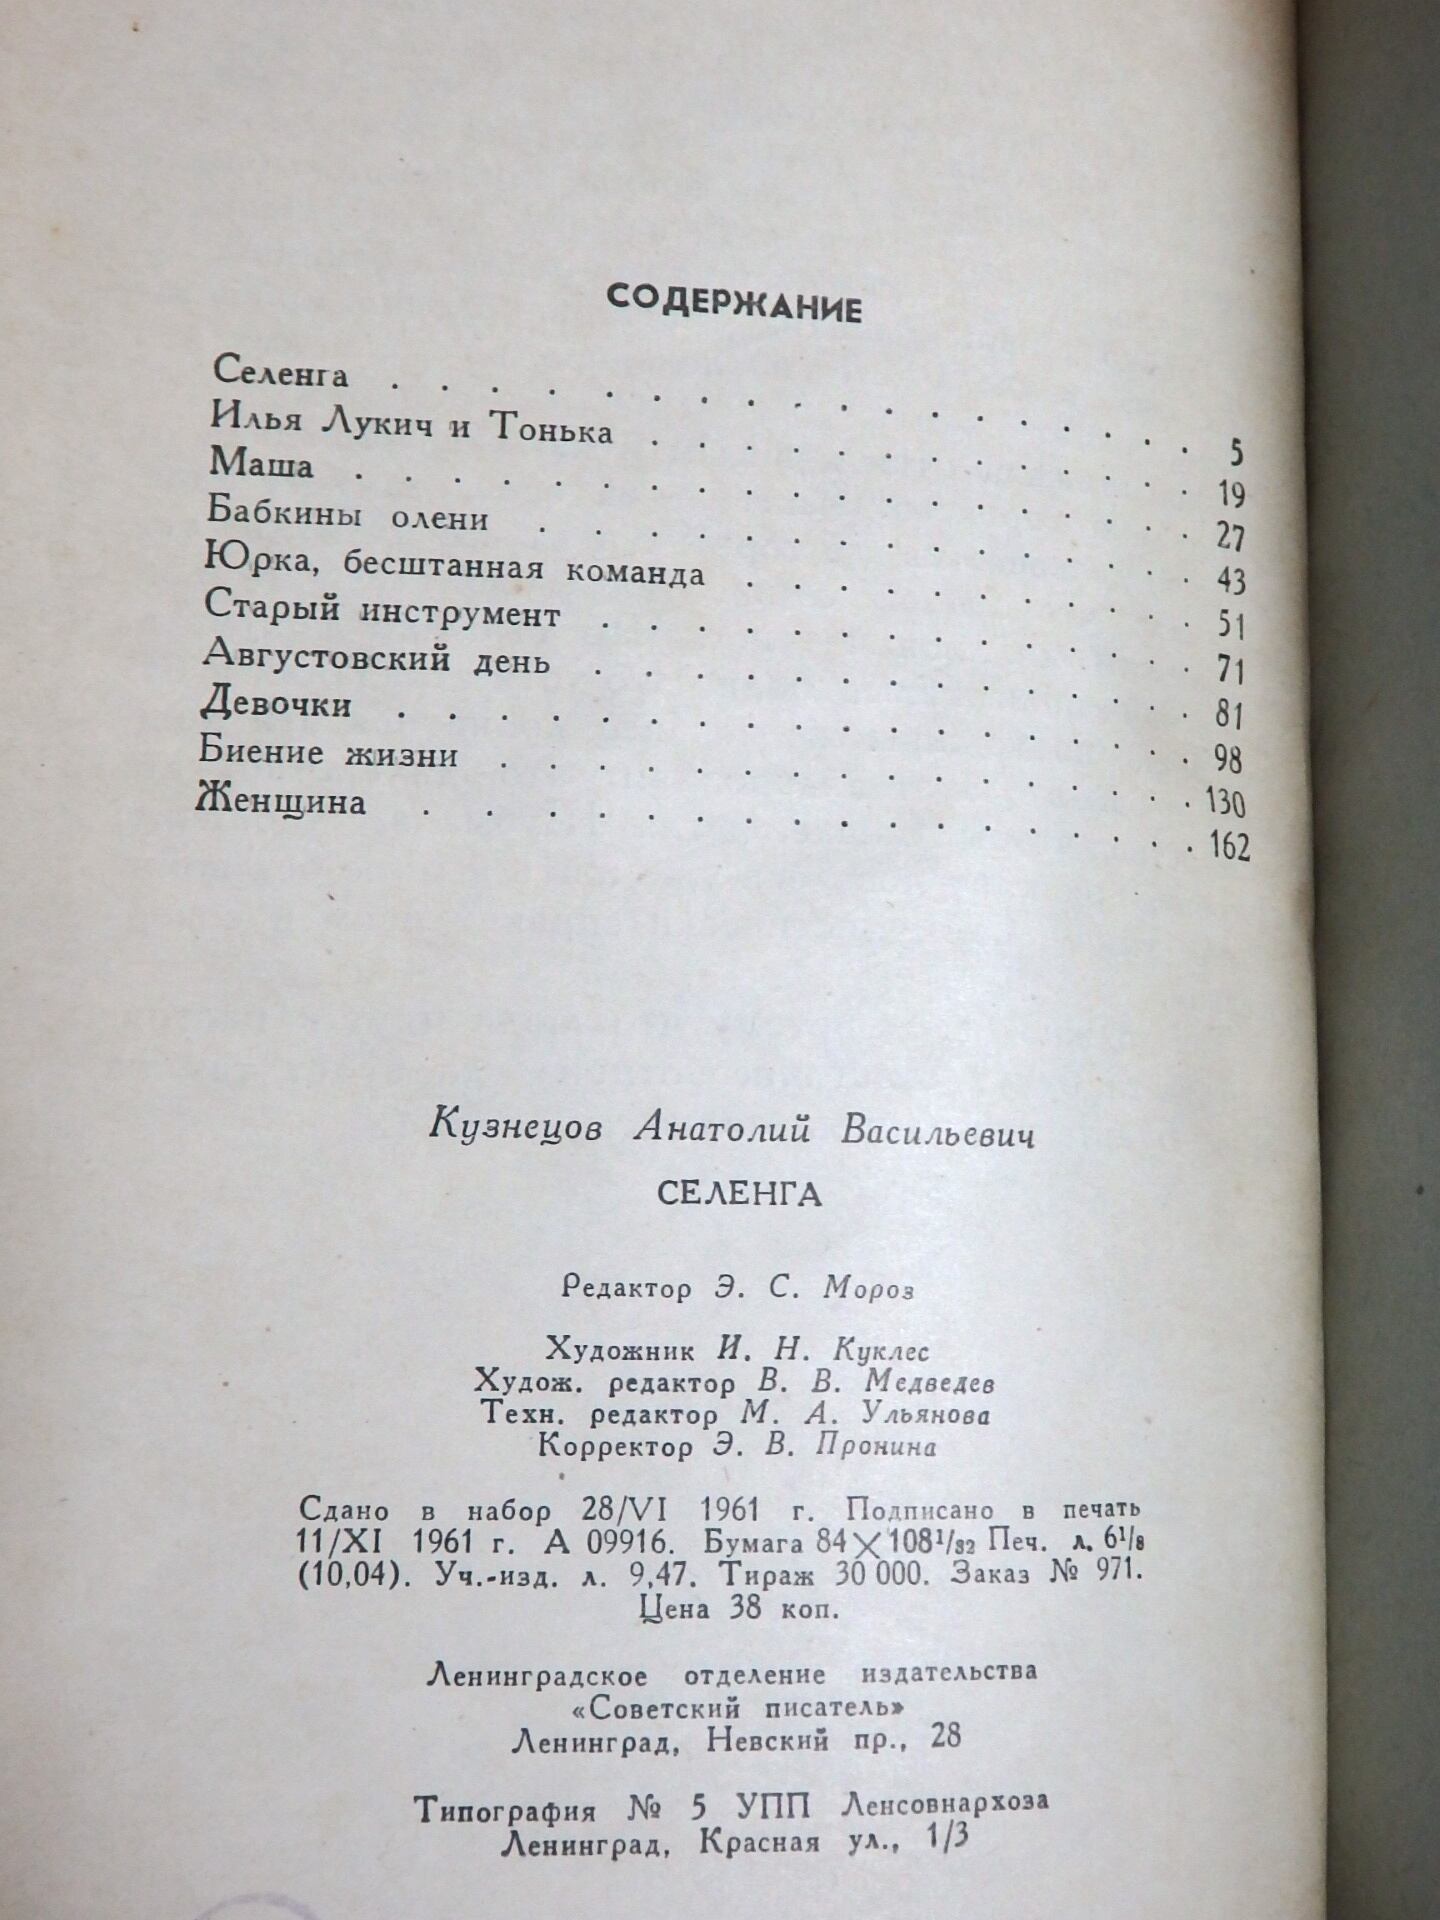 СОДЕРЖАНИЕ
Селенга . . . . . . . . . . . . . . . . . 5
Илья Лукич и Тонька . . . . . . . . . . . . 19
Маша . . . . . . . . . . . . . . . . . . 27
Бабкины олени . . . . . . . . . . . . . . 43
Юрка, бесштанная команда . . . . . . . . . . 51
Старый инструмент . . . . . . . . . . . . . 71
Августовский день . . . . . . . . . . . . . 81
Девочки . . . . . . . . . . . . . . . . . 98
Биение жизни . . . . . . . . . . . . . . . 130
Женщина . . . . . . . . . . . . . . . . . 162
Кузнецов Анатолий Васильевич
СЕЛЕНГА
Редактор Э. С. Мороз
Художник И. Н. Куклес
Худож. редактор В. В. Медведев
Техн. редактор М. А. Ульянова
Корректор Э. В. Пронина
Сдано в набор 28/VI 1961 г. Подписано в печать
11/XI 1961 г. А 09916. Бумага 84×108¹/₃₂ Печ. л. 6¹/₈
(10,04). Уч.-изд. л. 9,47. Тираж 30 000. Заказ № 971.
Цена 38 коп.
Ленинградское отделение издательства
«Советский писатель»
Ленинград, Невский пр., 28
Типография № 5 УПП Ленсовнархоза
Ленинград, Красная ул., 1/3